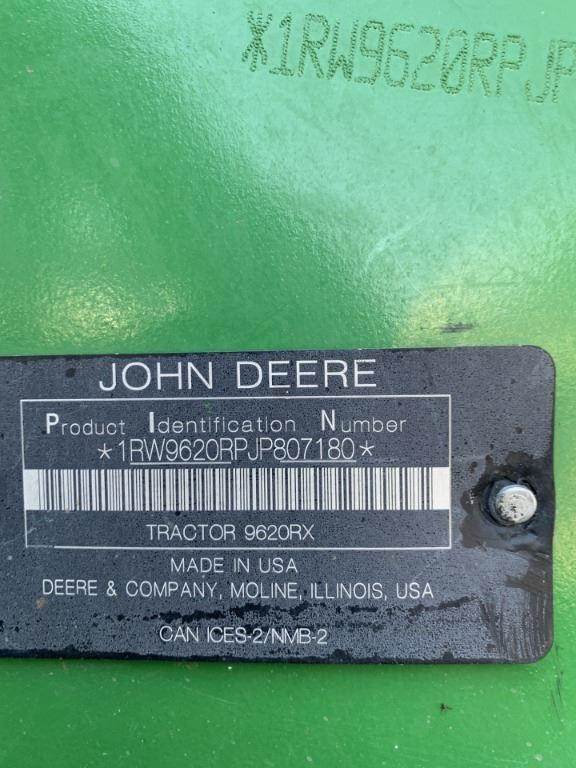 *1RW9620RPJP
JOHN DEERE
Product Identification Number
*1RW9620RPJP807180*
TRACTOR 9620RX
MADE IN USA
DEERE & COMPANY, MOLINE, ILLINOIS, USA
CAN ICES-2/NMB-2